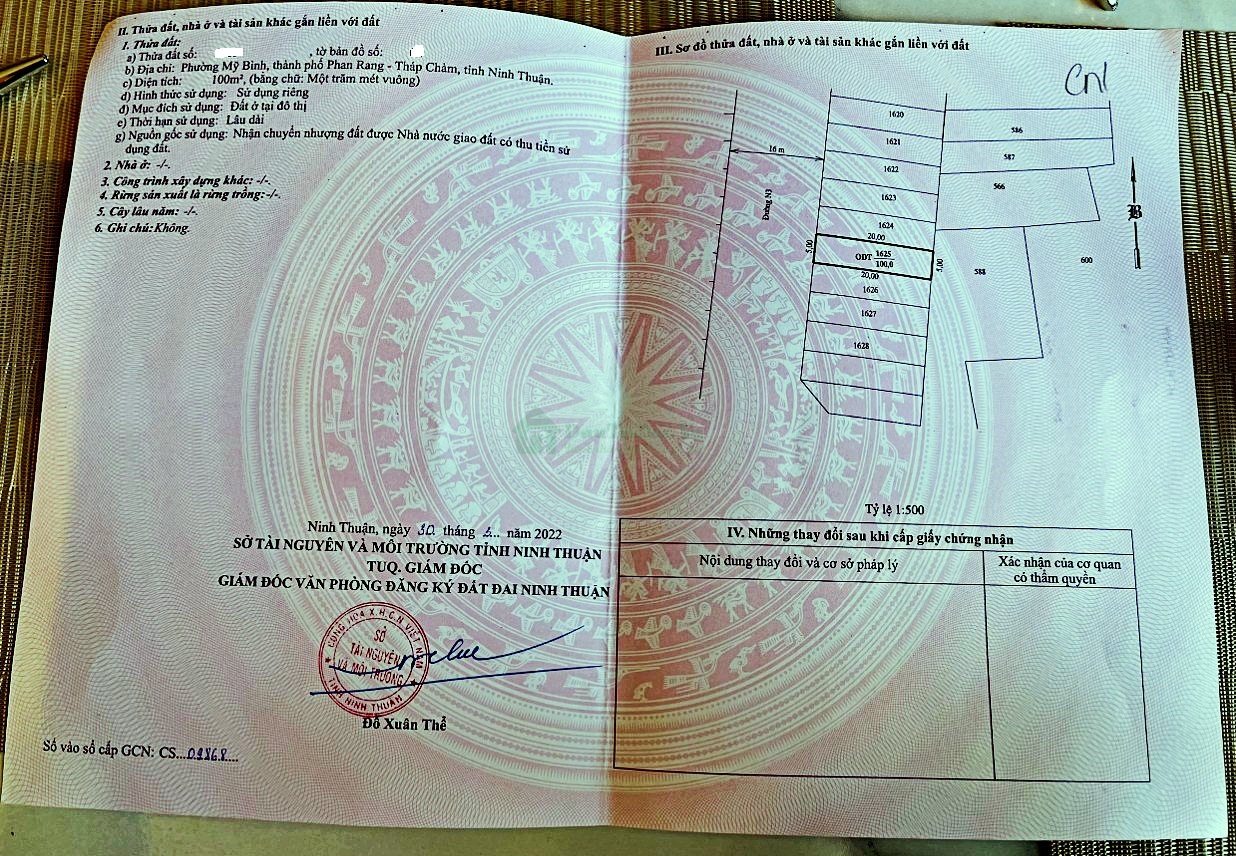 II. Thửa đất, nhà ở và tài sản khác gắn liền với đất
1. Thửa đất:
a) Thửa đất số: , tờ bản đồ số:
b) Địa chỉ: Phường Mỹ Bình, thành phố Phan Rang - Tháp Chàm, tỉnh Ninh Thuận.
c) Diện tích: 100m², (bằng chữ: Một trăm mét vuông)
d) Hình thức sử dụng: Sử dụng riêng
đ) Mục đích sử dụng: Đất ở tại đô thị
e) Thời hạn sử dụng: Lâu dài
g) Nguồn gốc sử dụng: Nhận chuyển nhượng đất được Nhà nước giao đất có thu tiền sử
dụng đất.
2. Nhà ở: -/-.
3. Công trình xây dựng khác: -/-.
4. Rừng sản xuất là rừng trồng: -/-.
5. Cây lâu năm: -/-.
6. Ghi chú: Không.
Ninh Thuận, ngày 30 tháng năm 2022
SỞ TÀI NGUYÊN VÀ MÔI TRƯỜNG TỈNH NINH THUẬN
TUQ. GIÁM ĐỐC
GIÁM ĐỐC VĂN PHÒNG ĐĂNG KÝ ĐẤT ĐAI NINH THUẬN
CỘNG HÒA X.H.C.N VIỆT NAM
SỞ
TÀI NGUYÊN
VÀ MÔI TRƯỜNG
TỈNH NINH THUẬN
Đỗ Xuân Thể
Số vào sổ cấp GCN: CS...09868....
III. Sơ đồ thửa đất, nhà ở và tài sản khác gắn liền với đất
CN1
1620
1621
1622
1623
1624
20,00
5,00
ODT 1625
100,0
5,00
20,00
1626
1627
1628
16 m
Đường N3
586
587
566
588
600
B
Tỷ lệ 1:500
IV. Những thay đổi sau khi cấp giấy chứng nhận
Nội dung thay đổi và cơ sở pháp lý
Xác nhận của cơ quan
có thẩm quyền